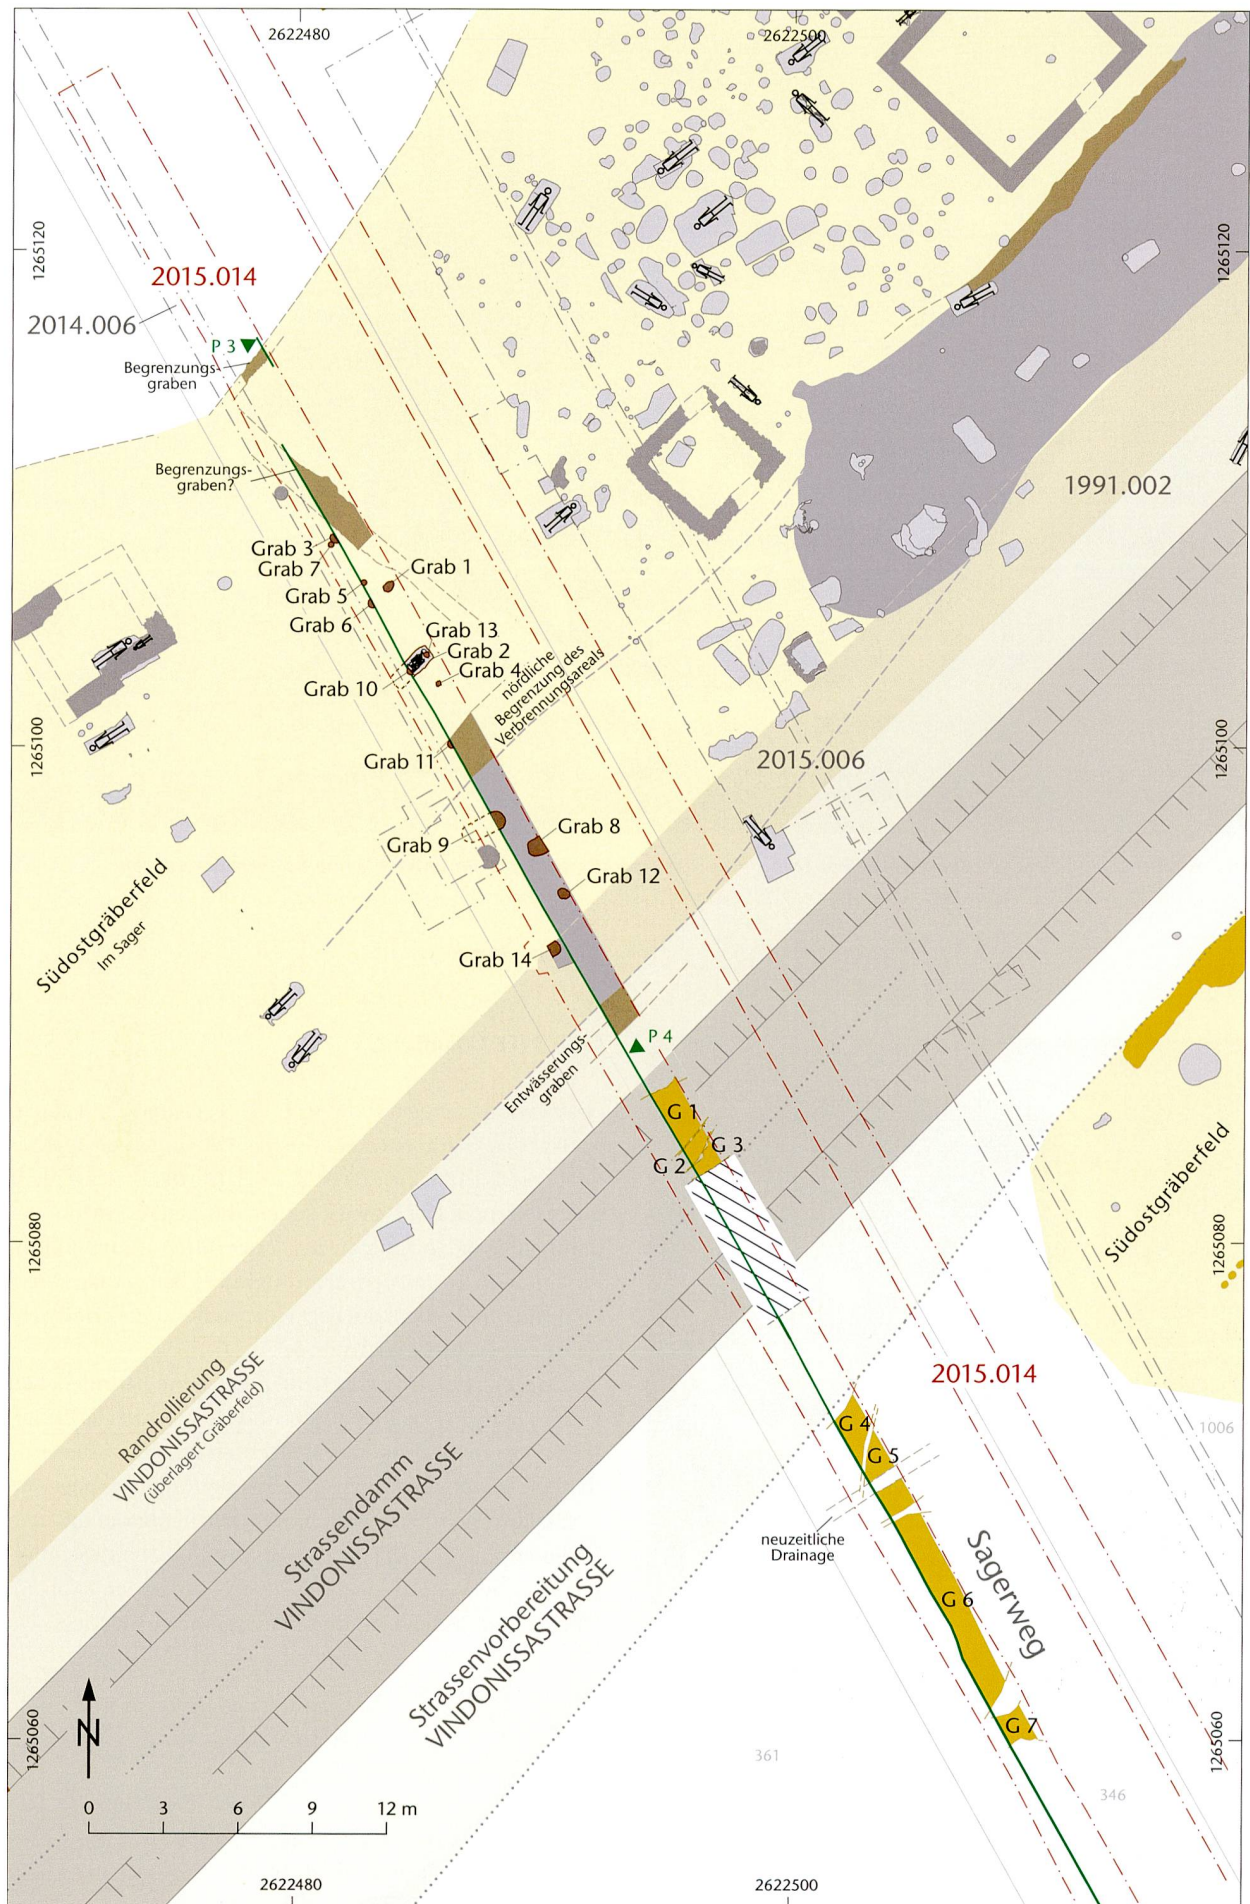 2622480
2622500
1265120
1265120
2015.014
2014.006
P 3
Begrenzungs-
graben
Begrenzungs-
graben?
1991.002
Grab 3
Grab 7
Grab 1
Grab 5
Grab 6
Grab 13
Grab 2
Grab 4
Grab 10
nördliche
Begrenzung des
Verbrennungsareals
1265100
1265100
Grab 11
2015.006
Grab 9
Grab 8
Grab 12
Grab 14
Südostgräberfeld
Im Sager
P 4
Entwässerungs-
graben
G 1
G 3
G 2
Südostgräberfeld
1265080
1265080
Randrollierung
VINDONISSASTRASSE
(überlagert Gräberfeld)
2015.014
1006
G 4
G 5
Strassendamm
VINDONISSASTRASSE
neuzeitliche
Drainage
Strassenvorbereitung
VINDONISSASTRASSE
Sagerweg
G 6
G 7
1265060
1265060
N
361
346
0 3 6 9 12 m
2622480
2622500